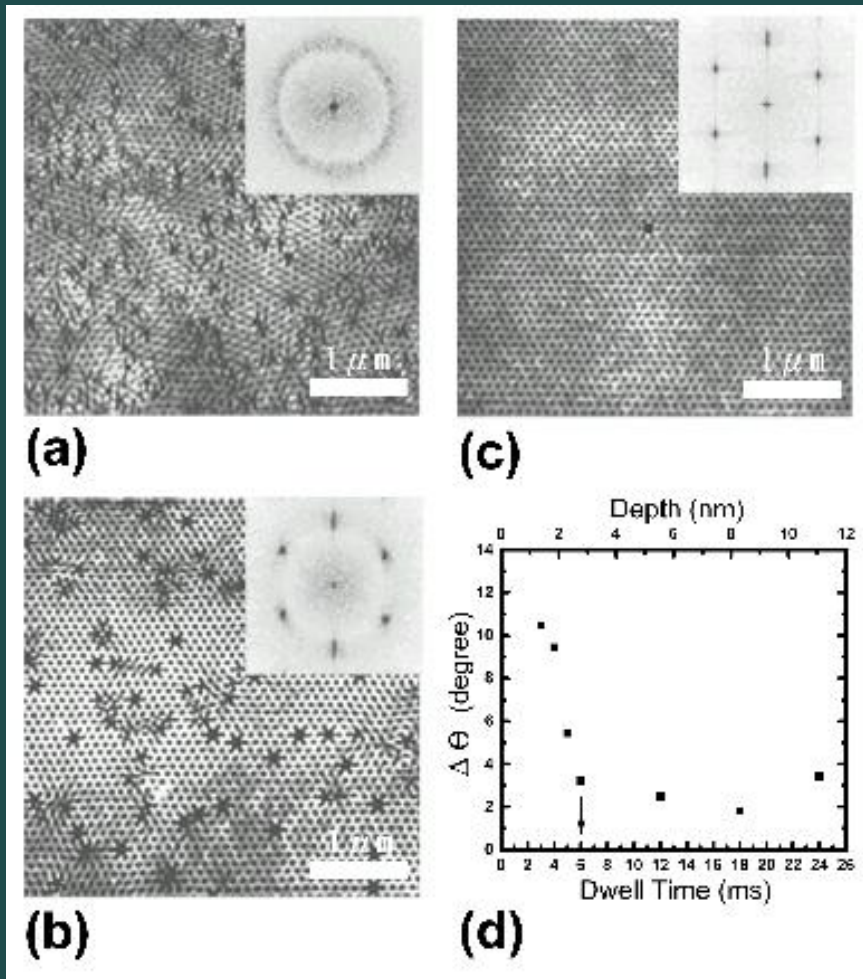 1 μm
(a)
1 μm
(c)
1 μm
(b)
Depth (nm)
0 2 4 6 8 10 12
14
12
10
8
6
4
2
0
Δ Θ (degree)
0 2 4 6 8 10 12 14 16 18 20 22 24 26
Dwell Time (ms)
(d)